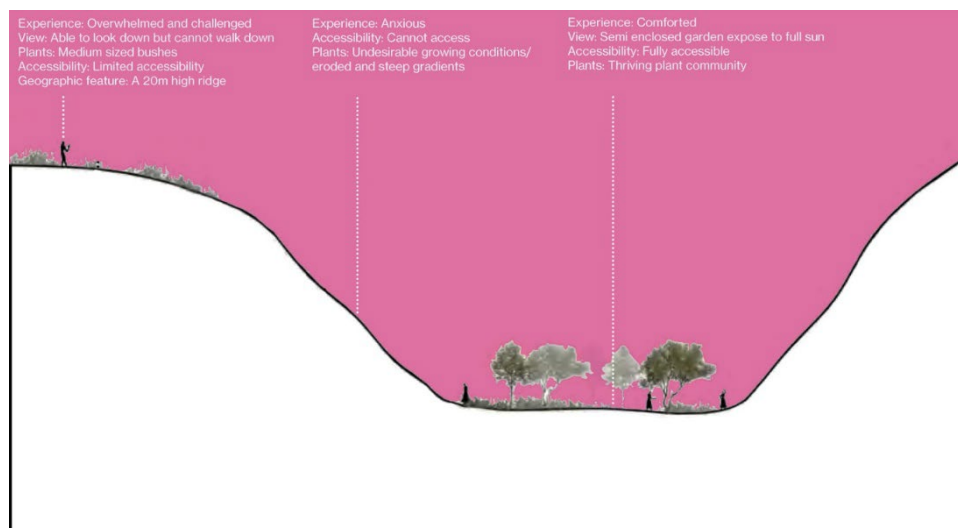 Experience: Overwhelmed and challenged
View: Able to look down but cannot walk down
Plants: Medium sized bushes
Accessibility: Limited accessibility
Geographic feature: A 20m high ridge
Experience: Anxious
Accessibility: Cannot access
Plants: Undesirable growing conditions/
eroded and steep gradients
Experience: Comforted
View: Semi enclosed garden expose to full sun
Accessibility: Fully accessible
Plants: Thriving plant community